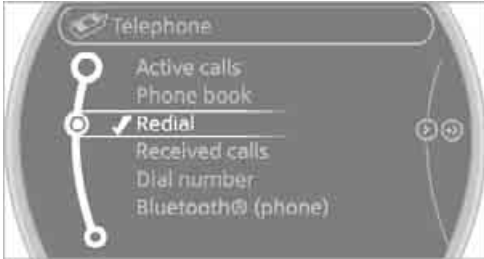 Telephone
Active calls
Phone book
Redial
Received calls
Dial number
Bluetooth® (phone)